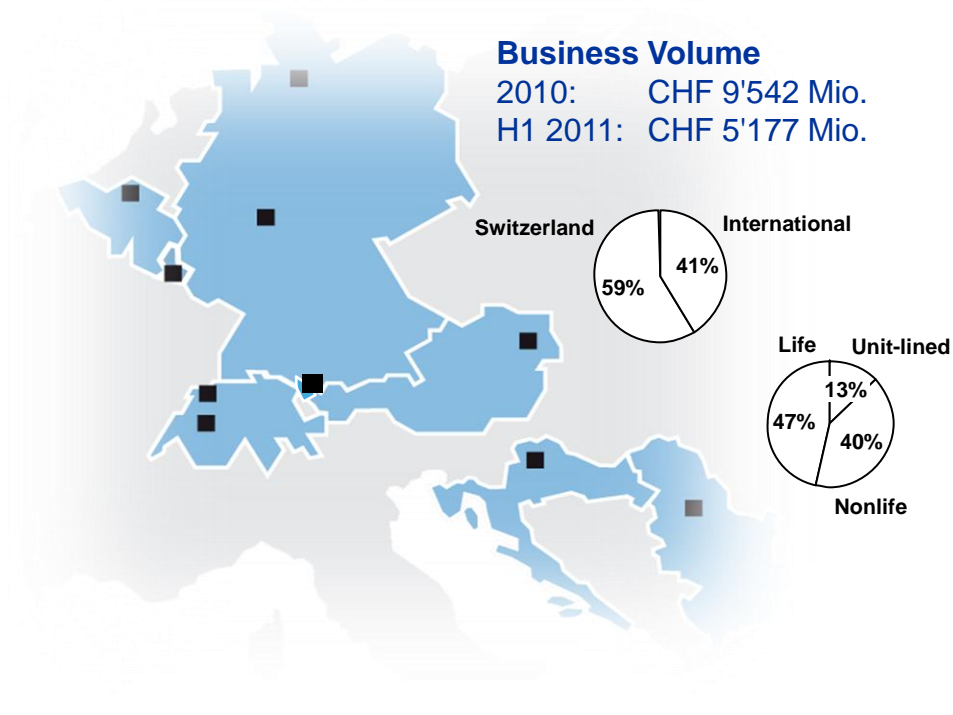 Business Volume
2010: CHF 9'542 Mio.
H1 2011: CHF 5'177 Mio.
Switzerland
International
41%
59%
Life
Unit-lined
13%
47%
40%
Nonlife